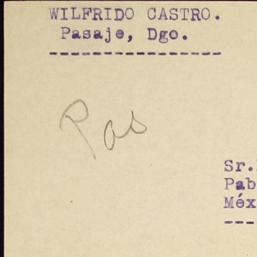 WILFRIDO CASTRO.
Pasaje, Dgo.
-----------------
Pas
Sr.
Pab
Méx
---